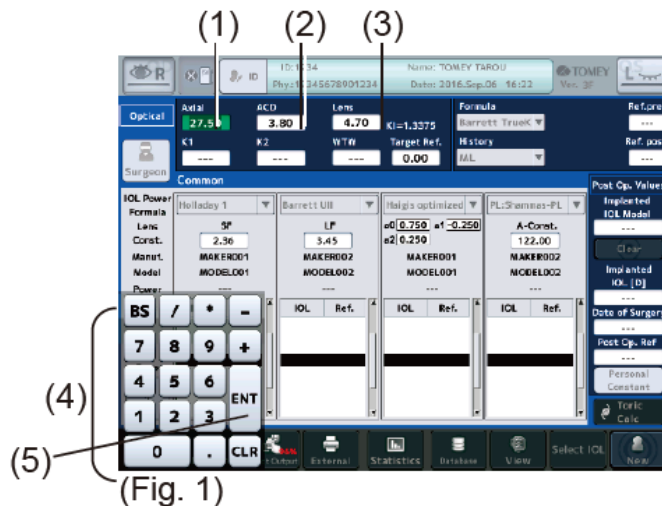 (1) (2) (3)
R ID ID:1234 Name: TOMEY TAROU TOMEY L
Phy:12345678901224 Date: 2016.Sep.06 16:22 Ver.
Optical Axial ACD Lens Formula Ref.pre
27.5 3.80 4.70 KI=1.3375 Barrett TrueK ▼ ---
K1 K2 WTW Target Ref. History Ref. pos
Surgeon --- --- --- 0.00 ML ▼ ---
Common
Post Op. Values
IOL Power Formula Holladay 1 ▼ Barrett UII ▼ Haigis optimized ▼ PL:Shammas-PL ▼
Implanted IOL Model
---
Lens Const. SF LF a0 0.750 a1 -0.250 A-Const.
2.36 3.45 a2 0.250 122.00
Clear
Manuf. MAKER001 MAKER002 MAKER001 MAKER002
Model MODEL001 MODEL002 MODEL001 MODEL002
Power --- --- --- ---
Implanted IOL [D]
---
IOL Ref. IOL Ref. IOL Ref.
Date of Surgery
---
Post Op. Ref
---
Personal Constant
Toric Calc
(4)
BS / * -
7 8 9 +
4 5 6 ENT
1 2 3
0 . CLR
(5)
Output External Statistics Database View Select IOL New
(Fig. 1)